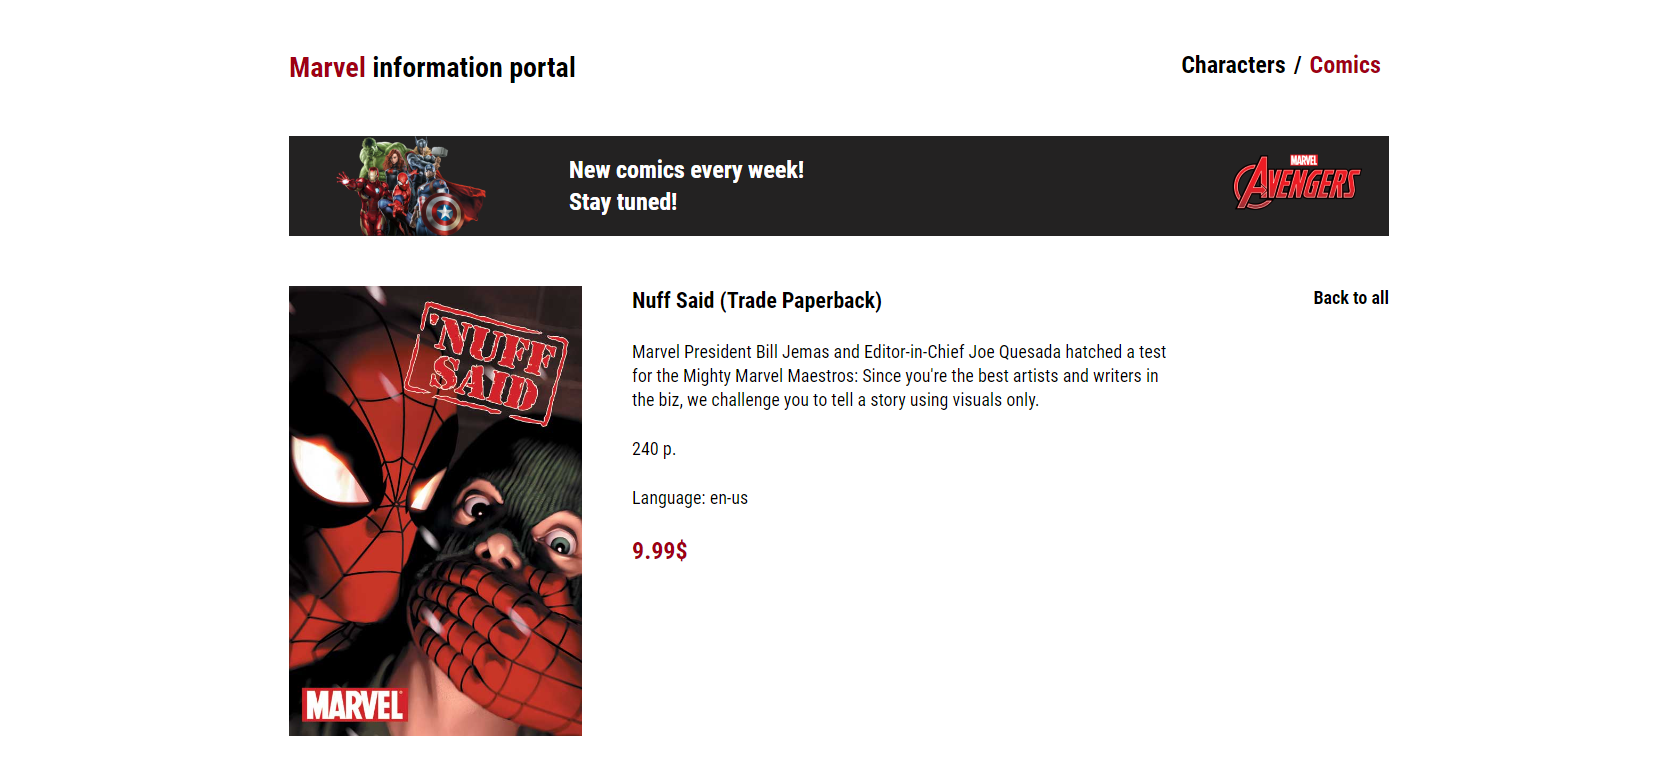 Marvel information portal
Characters / Comics
New comics every week!
Stay tuned!
MARVEL
AVENGERS
'NUFF
SAID
MARVEL
Nuff Said (Trade Paperback)
Back to all
Marvel President Bill Jemas and Editor-in-Chief Joe Quesada hatched a test
for the Mighty Marvel Maestros: Since you're the best artists and writers in
the biz, we challenge you to tell a story using visuals only.
240 p.
Language: en-us
9.99$